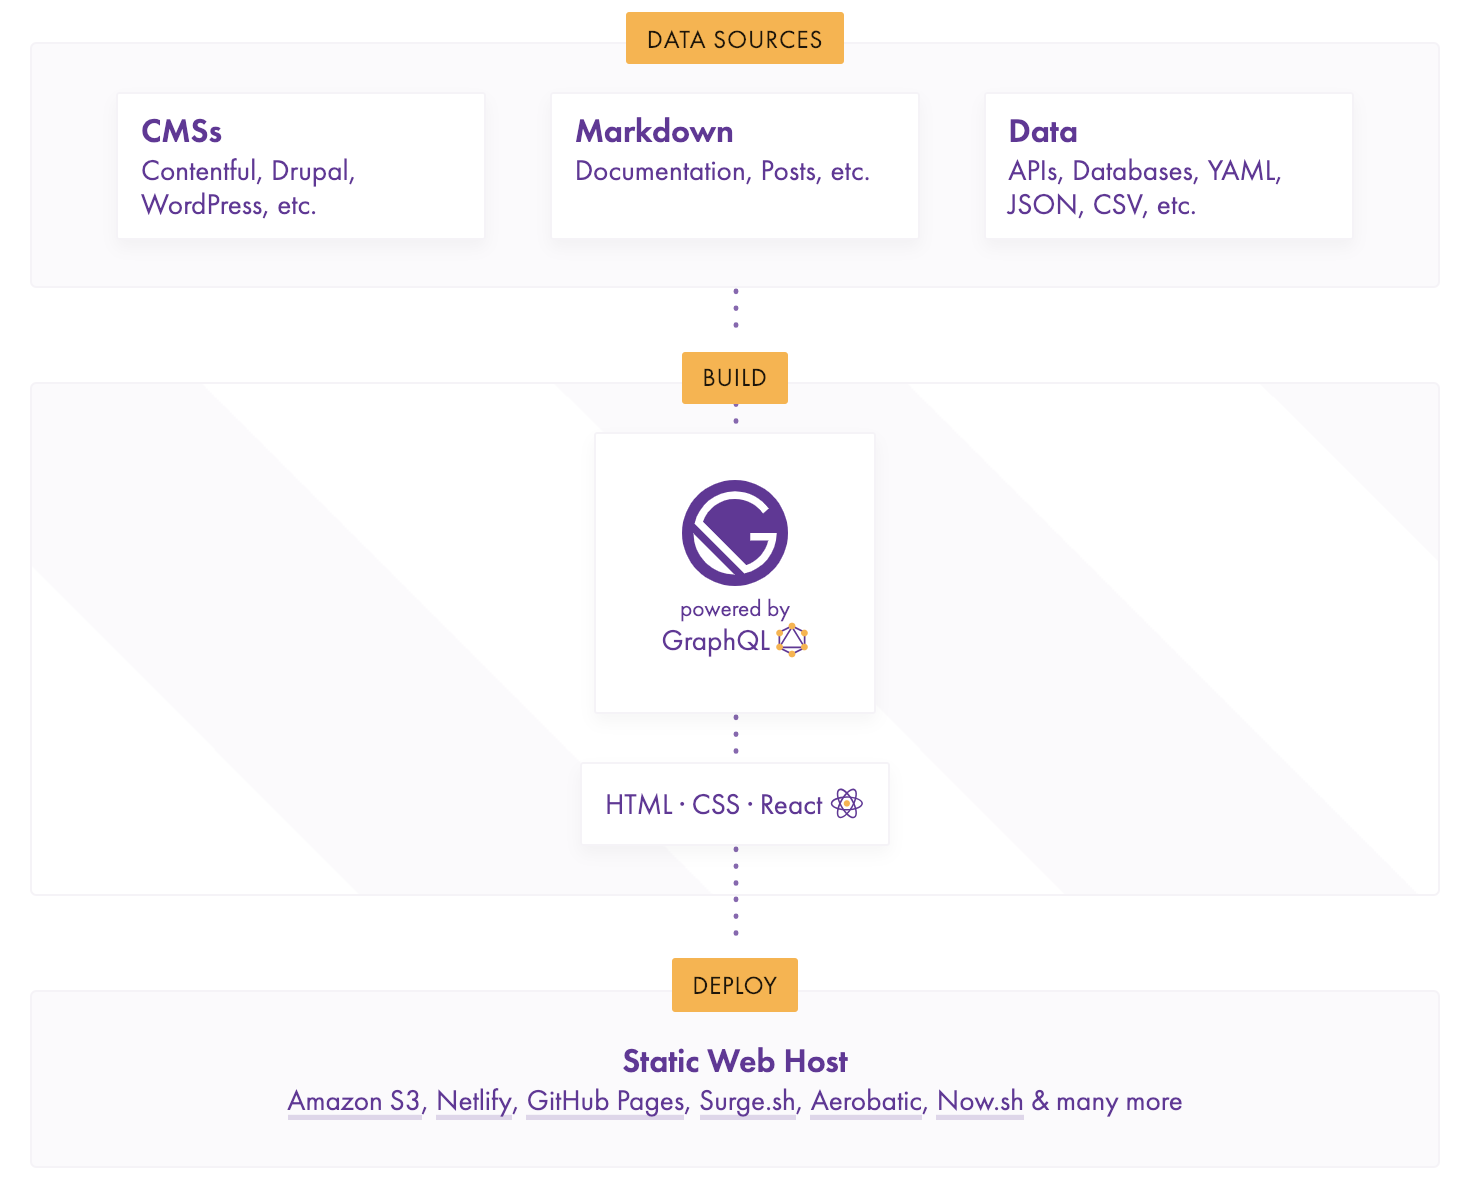 DATA SOURCES
CMSs
Contentful, Drupal,
WordPress, etc.
Markdown
Documentation, Posts, etc.
Data
APIs, Databases, YAML,
JSON, CSV, etc.
BUILD
powered by
GraphQL
HTML · CSS · React
DEPLOY
Static Web Host
Amazon S3, Netlify, GitHub Pages, Surge.sh, Aerobatic, Now.sh & many more